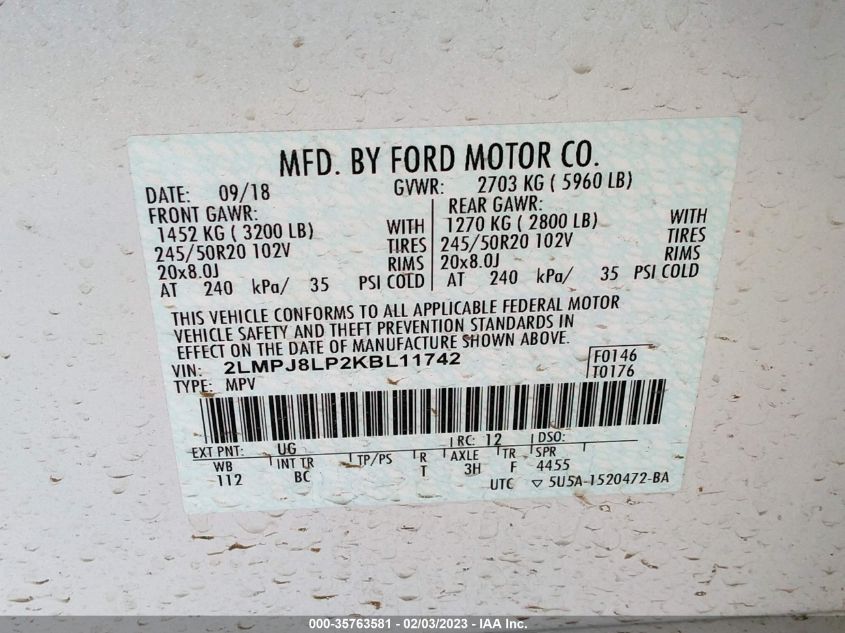 MFD. BY FORD MOTOR CO.
DATE: 09/18 GVWR: 2703 KG ( 5960 LB)
FRONT GAWR: REAR GAWR:
1452 KG ( 3200 LB) WITH 1270 KG ( 2800 LB) WITH
245/50R20 102V TIRES 245/50R20 102V TIRES
20x8.0J RIMS 20x8.0J RIMS
AT 240 kPa/ 35 PSI COLD AT 240 kPa/ 35 PSI COLD
THIS VEHICLE CONFORMS TO ALL APPLICABLE FEDERAL MOTOR
VEHICLE SAFETY AND THEFT PREVENTION STANDARDS IN
EFFECT ON THE DATE OF MANUFACTURE SHOWN ABOVE.
VIN: 2LMPJ8LP2KBL11742 F0146
TYPE: MPV T0176
EXT PNT: UG RC: 12 DSO:
WB INT TR TP/PS R AXLE TR SPR
112 BC T 3H F 4455
UTC ▽ 5U5A-1520472-BA
000-35763581 - 02/03/2023 - IAA Inc.